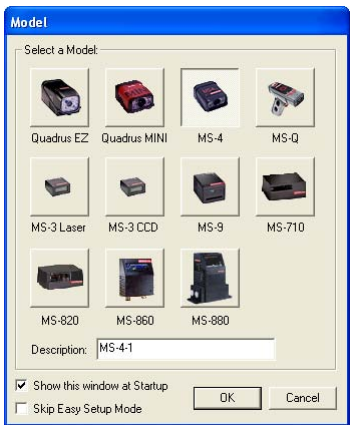 Model
Select a Model:
Quadrus EZ Quadrus MINI MS-4 MS-Q
MS-3 Laser MS-3 CCD MS-9 MS-710
MS-820 MS-860 MS-880
Description: MS-4-1
Show this window at Startup
Skip Easy Setup Mode
OK Cancel